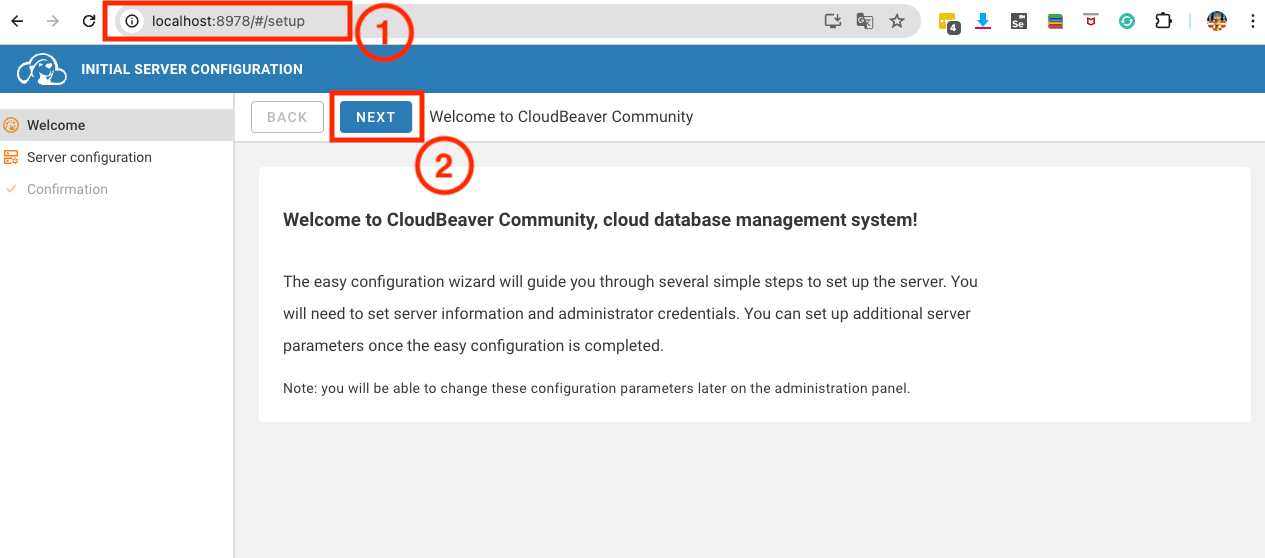 localhost:8978/#/setup
4
Se
1
INITIAL SERVER CONFIGURATION
Welcome
Server configuration
Confirmation
BACK
NEXT
Welcome to CloudBeaver Community
2
Welcome to CloudBeaver Community, cloud database management system!
The easy configuration wizard will guide you through several simple steps to set up the server. You
will need to set server information and administrator credentials. You can set up additional server
parameters once the easy configuration is completed.
Note: you will be able to change these configuration parameters later on the administration panel.